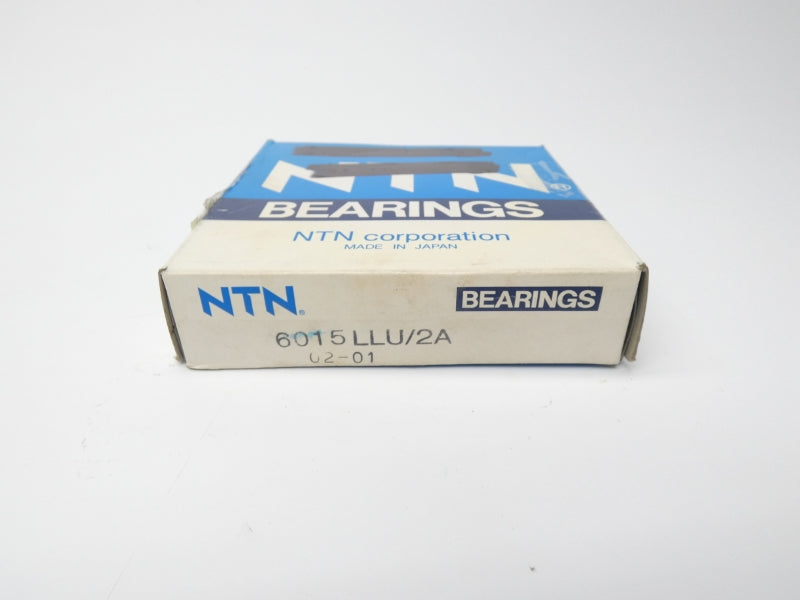 NTN ®
BEARINGS
NTN corporation
MADE IN JAPAN
NTN®
BEARINGS
6015LLU/2A
02-01